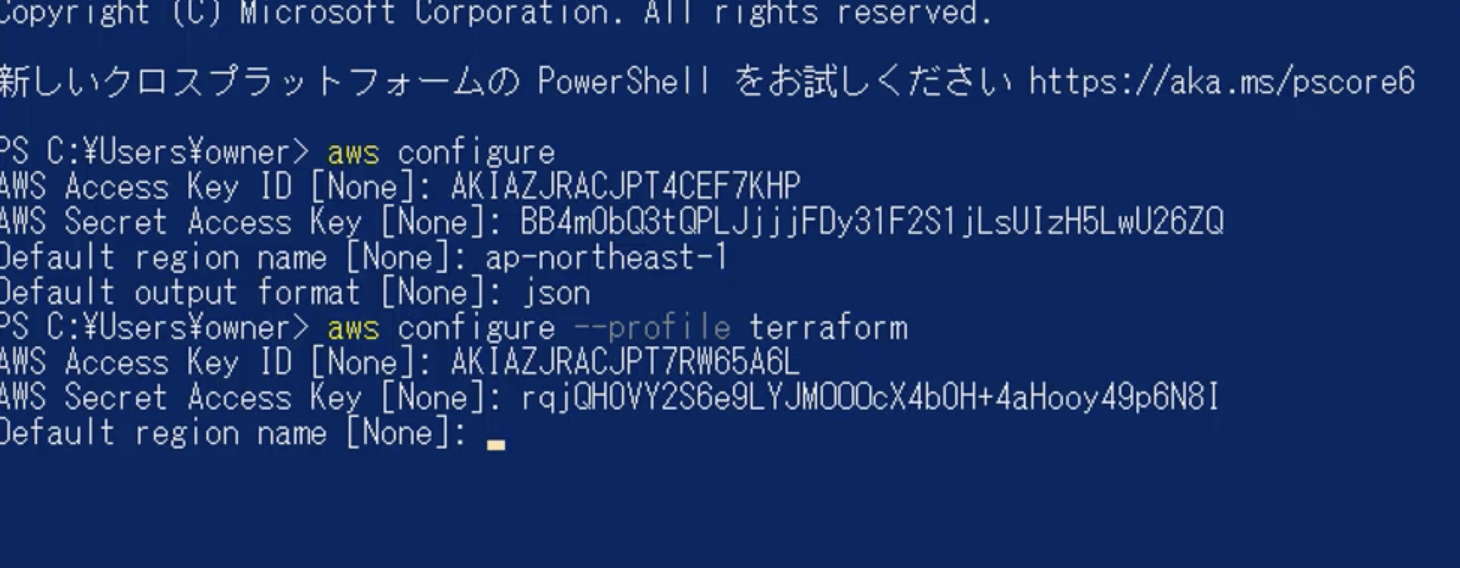 Copyright (C) Microsoft Corporation. All rights reserved.
新しいクロスプラットフォームの PowerShell をお試しください https://aka.ms/pscore6
PS C:¥Users¥owner> aws configure
AWS Access Key ID [None]: AKIAZJRACJPT4CEF7KHP
AWS Secret Access Key [None]:
Default region name [None]: ap-northeast-1
Default output format [None]: json
PS C:¥Users¥owner> aws configure --profile terraform
AWS Access Key ID [None]: AKIAZJRACJPT7RW65A6L
AWS Secret Access Key [None]:
Default region name [None]: